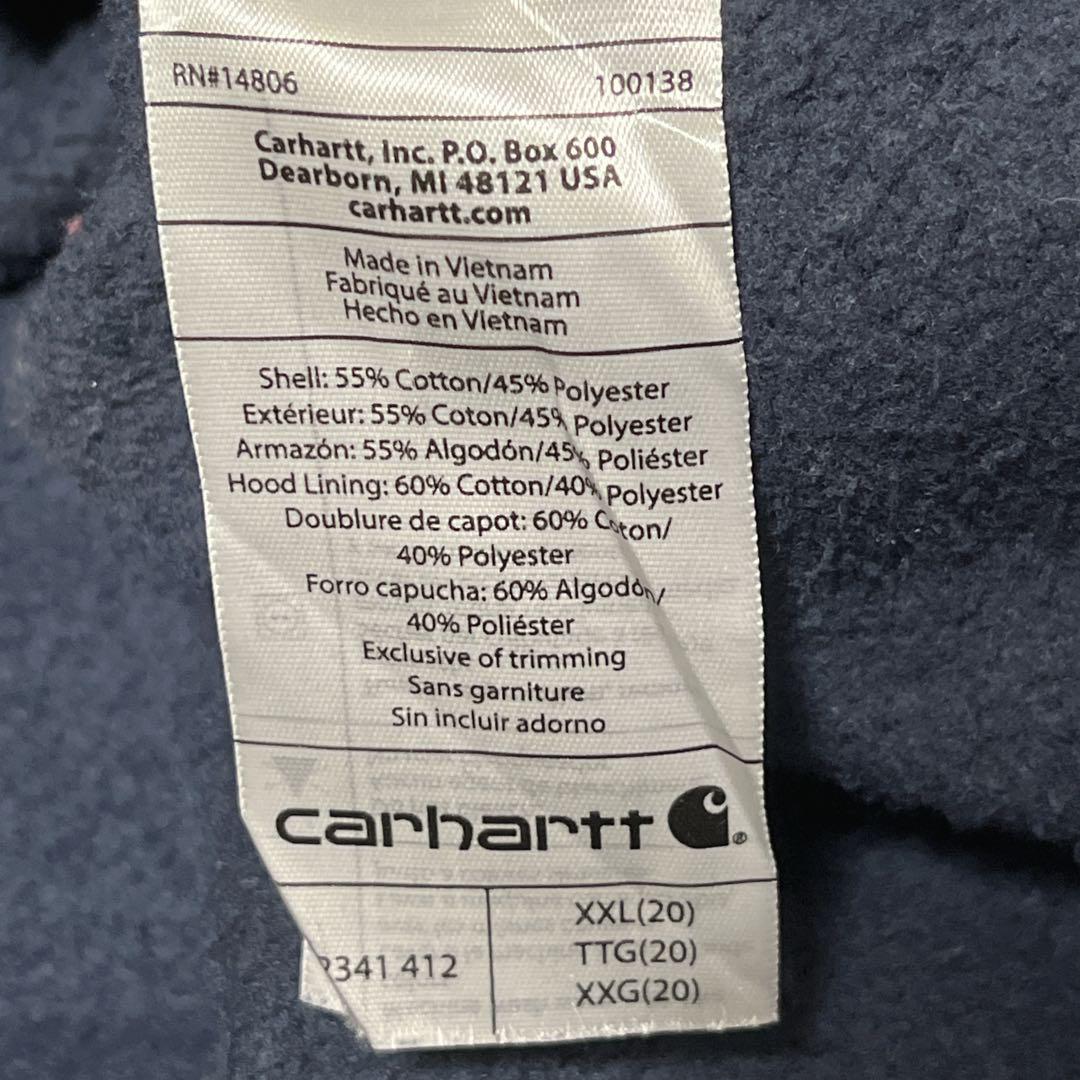 RN#14806 100138
Carhartt, Inc. P.O. Box 600
Dearborn, MI 48121 USA
carhartt.com
Made in Vietnam
Fabriqué au Vietnam
Hecho en Vietnam
Shell: 55% Cotton/45% Polyester
Extérieur: 55% Coton/45% Polyester
Armazón: 55% Algodón/45% Poliéster
Hood Lining: 60% Cotton/40% Polyester
Doublure de capot: 60% Coton/
40% Polyester
Forro capucha: 60% Algodón/
40% Poliéster
Exclusive of trimming
Sans garniture
Sin incluir adorno
carhartt ®
XXL(20)
412 TTG(20)
XXG(20)